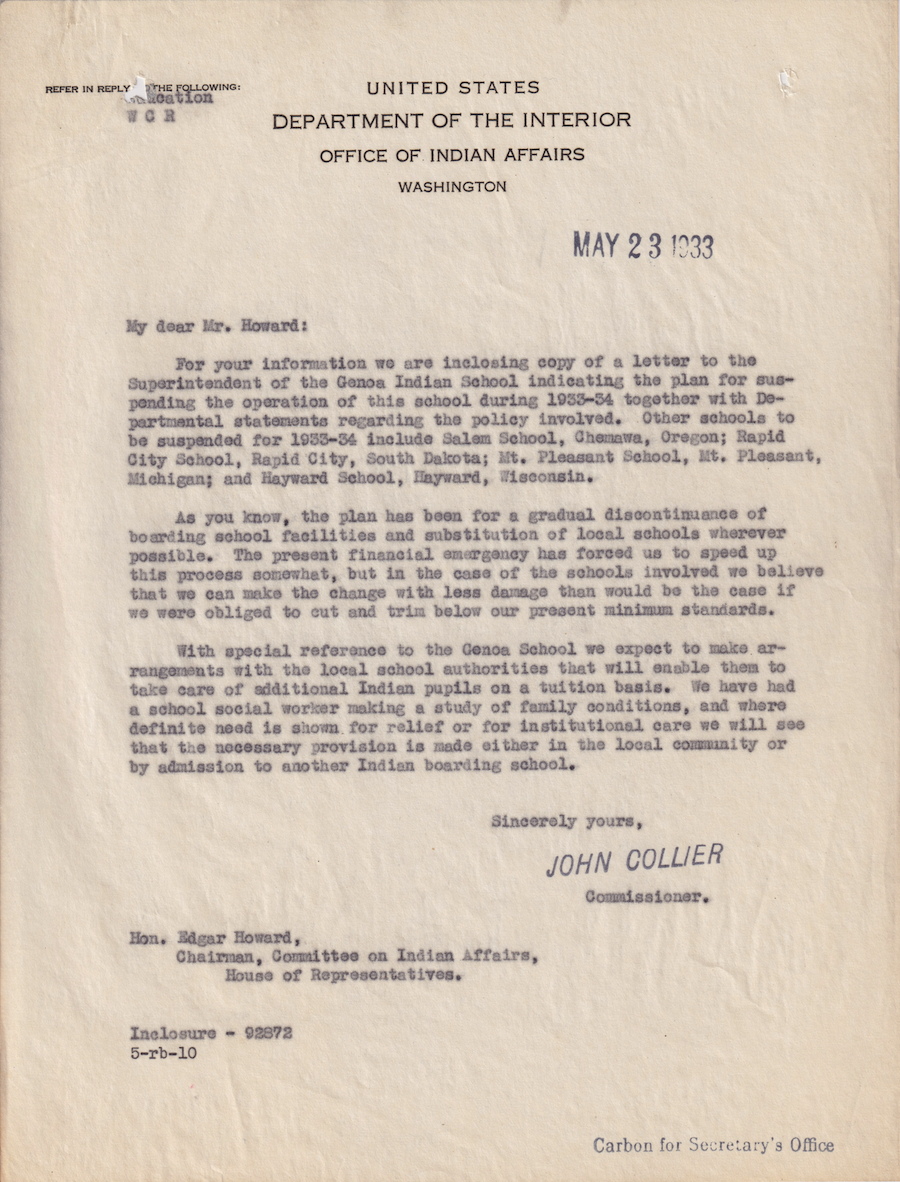 REFER IN REPLY TO THE FOLLOWING:
Education
W C R
UNITED STATES
DEPARTMENT OF THE INTERIOR
OFFICE OF INDIAN AFFAIRS
WASHINGTON
MAY 23 1933
My dear Mr. Howard:
For your information we are inclosing copy of a letter to the
Superintendent of the Genoa Indian School indicating the plan for sus-
pending the operation of this school during 1933-34 together with De-
partmental statements regarding the policy involved. Other schools to
be suspended for 1933-34 include Salem School, Chemawa, Oregon; Rapid
City School, Rapid City, South Dakota; Mt. Pleasant School, Mt. Pleasant,
Michigan; and Hayward School, Hayward, Wisconsin.
As you know, the plan has been for a gradual discontinuance of
boarding school facilities and substitution of local schools wherever
possible. The present financial emergency has forced us to speed up
this process somewhat, but in the case of the schools involved we believe
that we can make the change with less damage than would be the case if
we were obliged to cut and trim below our present minimum standards.
With special reference to the Genoa School we expect to make ar-
rangements with the local school authorities that will enable them to
take care of additional Indian pupils on a tuition basis. We have had
a school social worker making a study of family conditions, and where
definite need is shown for relief or for institutional care we will see
that the necessary provision is made either in the local community or
by admission to another Indian boarding school.
Sincerely yours,
JOHN COLLIER
Commissioner.
Hon. Edgar Howard,
Chairman, Committee on Indian Affairs,
House of Representatives.
Inclosure - 92872
5-rb-10
Carbon for Secretary's Office